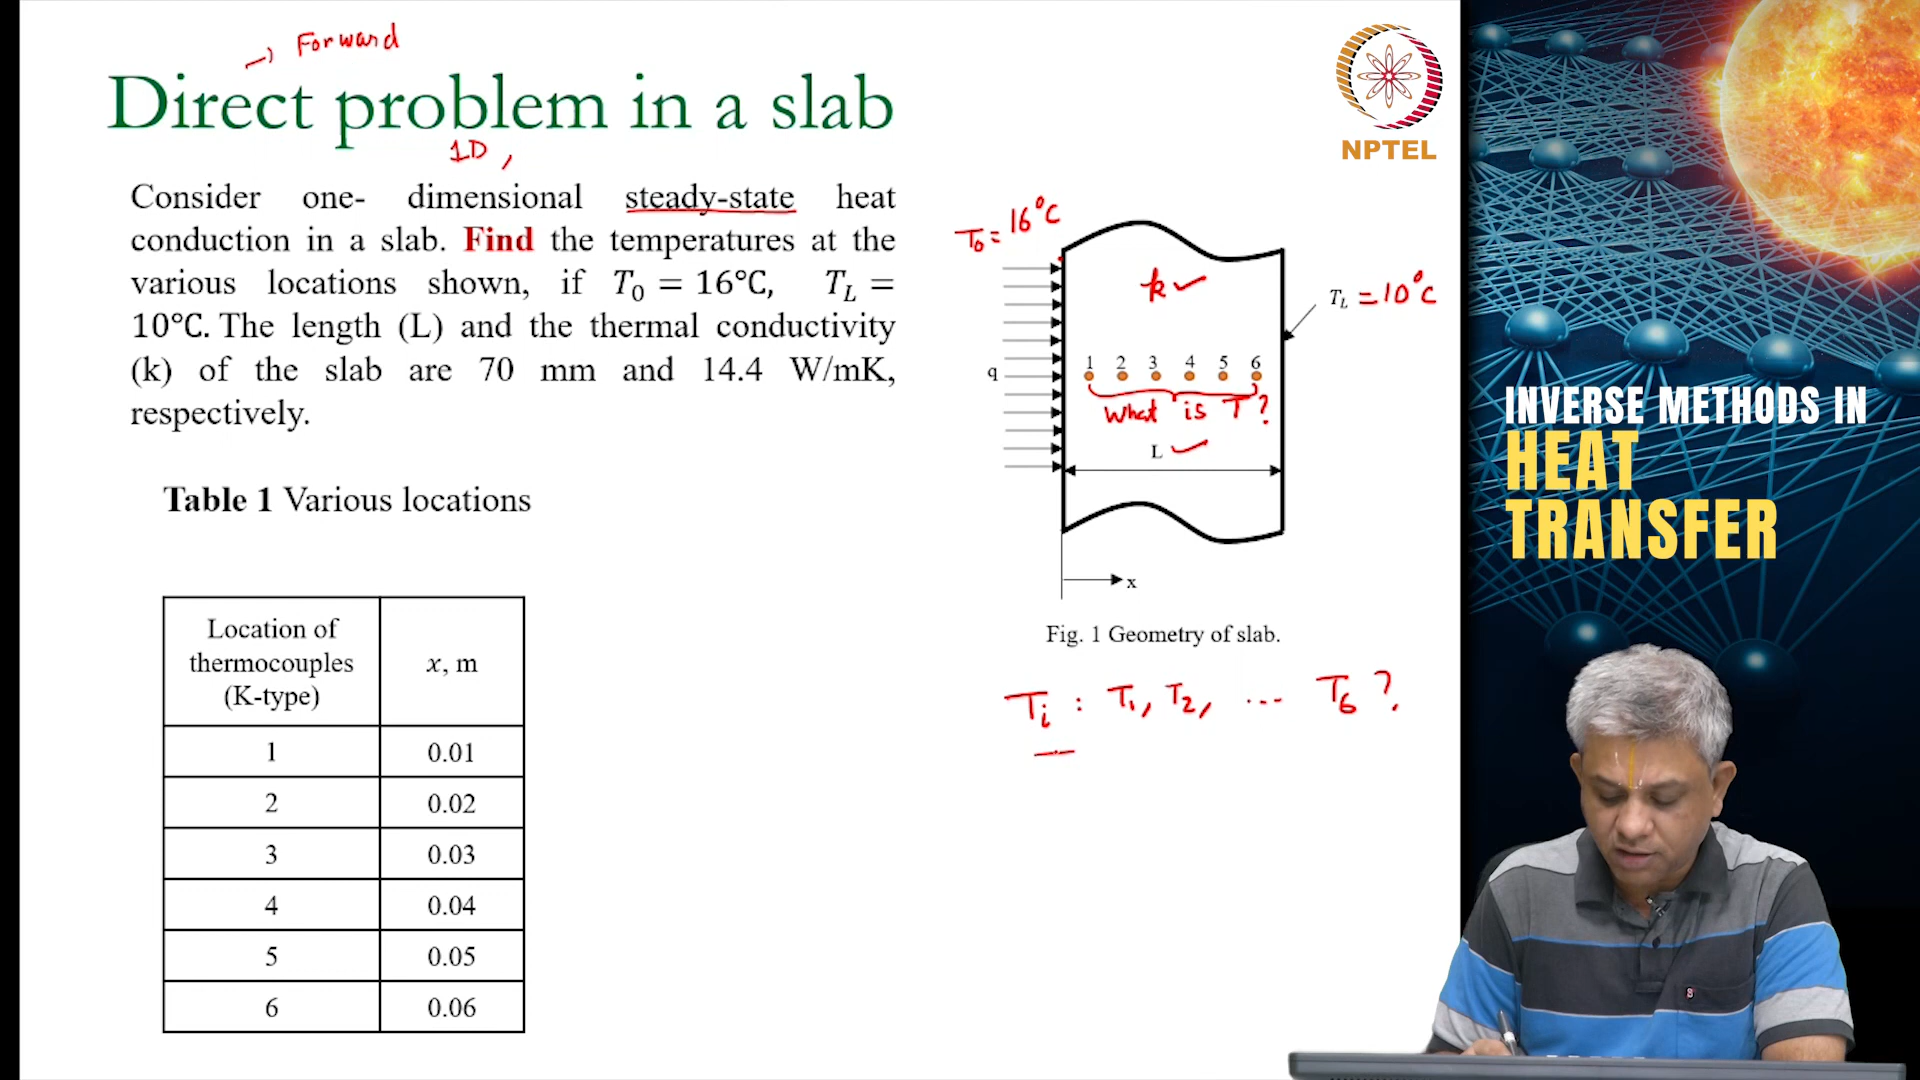 → Forward
Direct problem in a slab
1D,
Consider one- dimensional steady-state heat
conduction in a slab. Find the temperatures at the
various locations shown, if T₀ = 16°C, T_L =
10°C. The length (L) and the thermal conductivity
(k) of the slab are 70 mm and 14.4 W/mK,
respectively.
Table 1 Various locations
Location of thermocouples (K-type) x, m
1 0.01
2 0.02
3 0.03
4 0.04
5 0.05
6 0.06
NPTEL
T₀ = 16°C
k ✓
T_L = 10°C
1 2 3 4 5 6
q
What is T?
L ✓
x
Fig. 1 Geometry of slab.
Tᵢ : T₁, T₂, ... T₆ ?
INVERSE METHODS IN
HEAT
TRANSFER